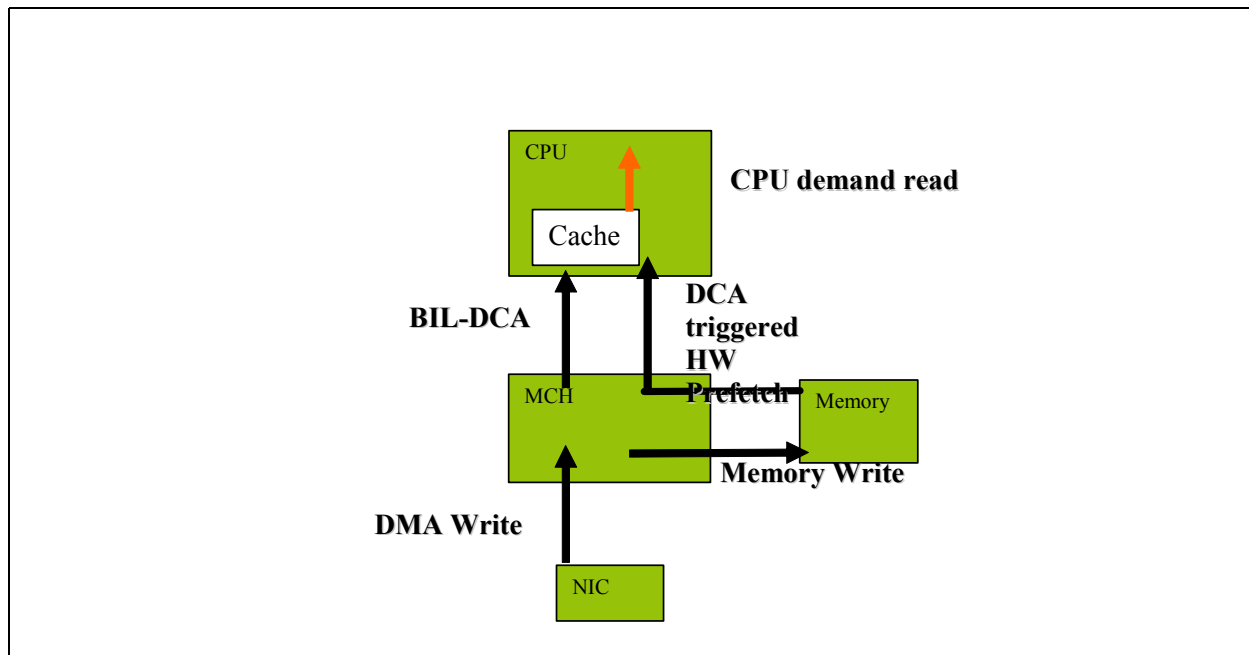 CPU
CPU demand read
Cache
BIL-DCA
DCA
triggered
HW
Prefetch
MCH
Memory
Memory Write
DMA Write
NIC